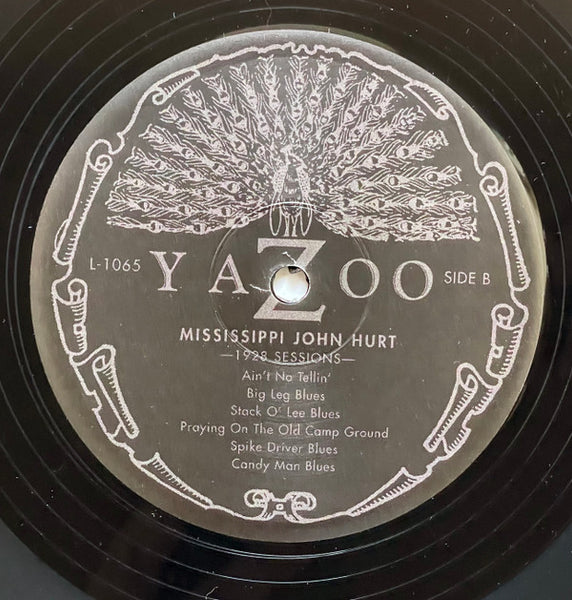 L-1065 YAZOO SIDE B
MISSISSIPPI JOHN HURT
—1928 SESSIONS—
Ain't No Tellin'
Big Leg Blues
Stack O' Lee Blues
Praying On The Old Camp Ground
Spike Driver Blues
Candy Man Blues